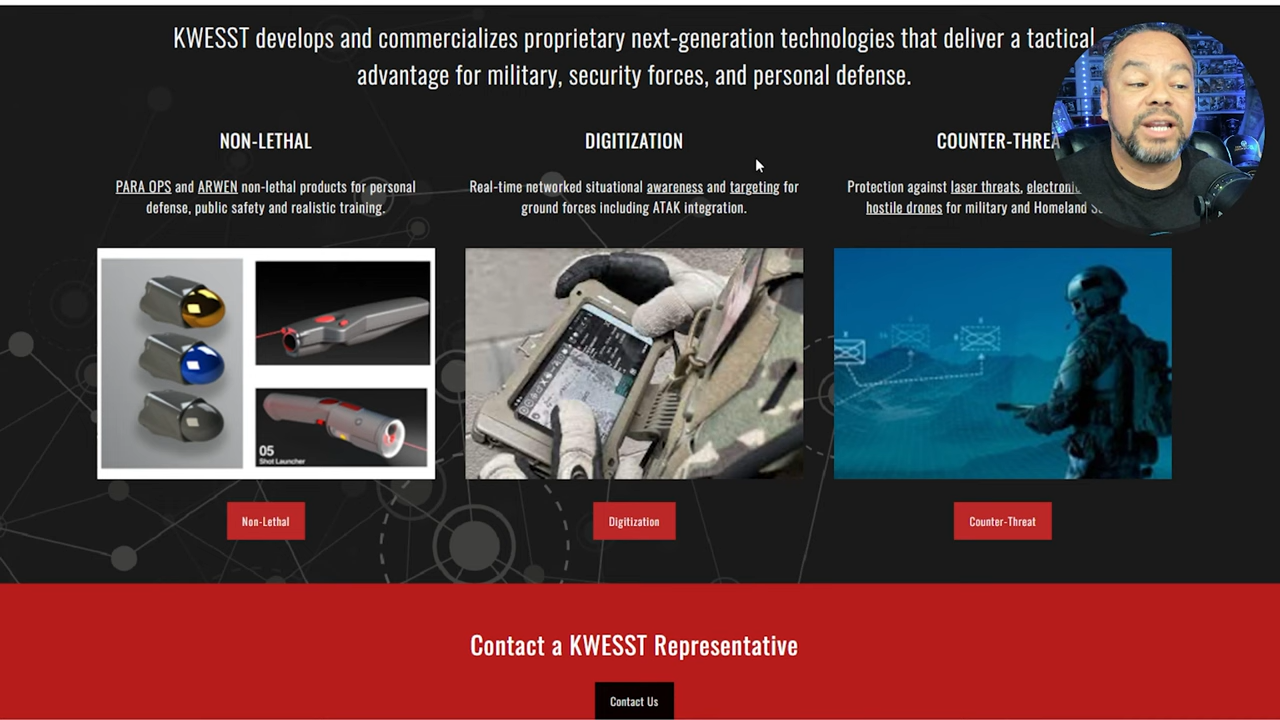 KWESST develops and commercializes proprietary next-generation technologies that deliver a tactical
advantage for military, security forces, and personal defense.
NON-LETHAL
PARA OPS and ARWEN non-lethal products for personal
defense, public safety and realistic training.
DIGITIZATION
Real-time networked situational awareness and targeting for
ground forces including ATAK integration.
COUNTER-THREA
Protection against laser threats, electronic
hostile drones for military and Homeland
05
Shot Launcher
Non-Lethal
Digitization
Counter-Threat
Contact a KWESST Representative
Contact Us